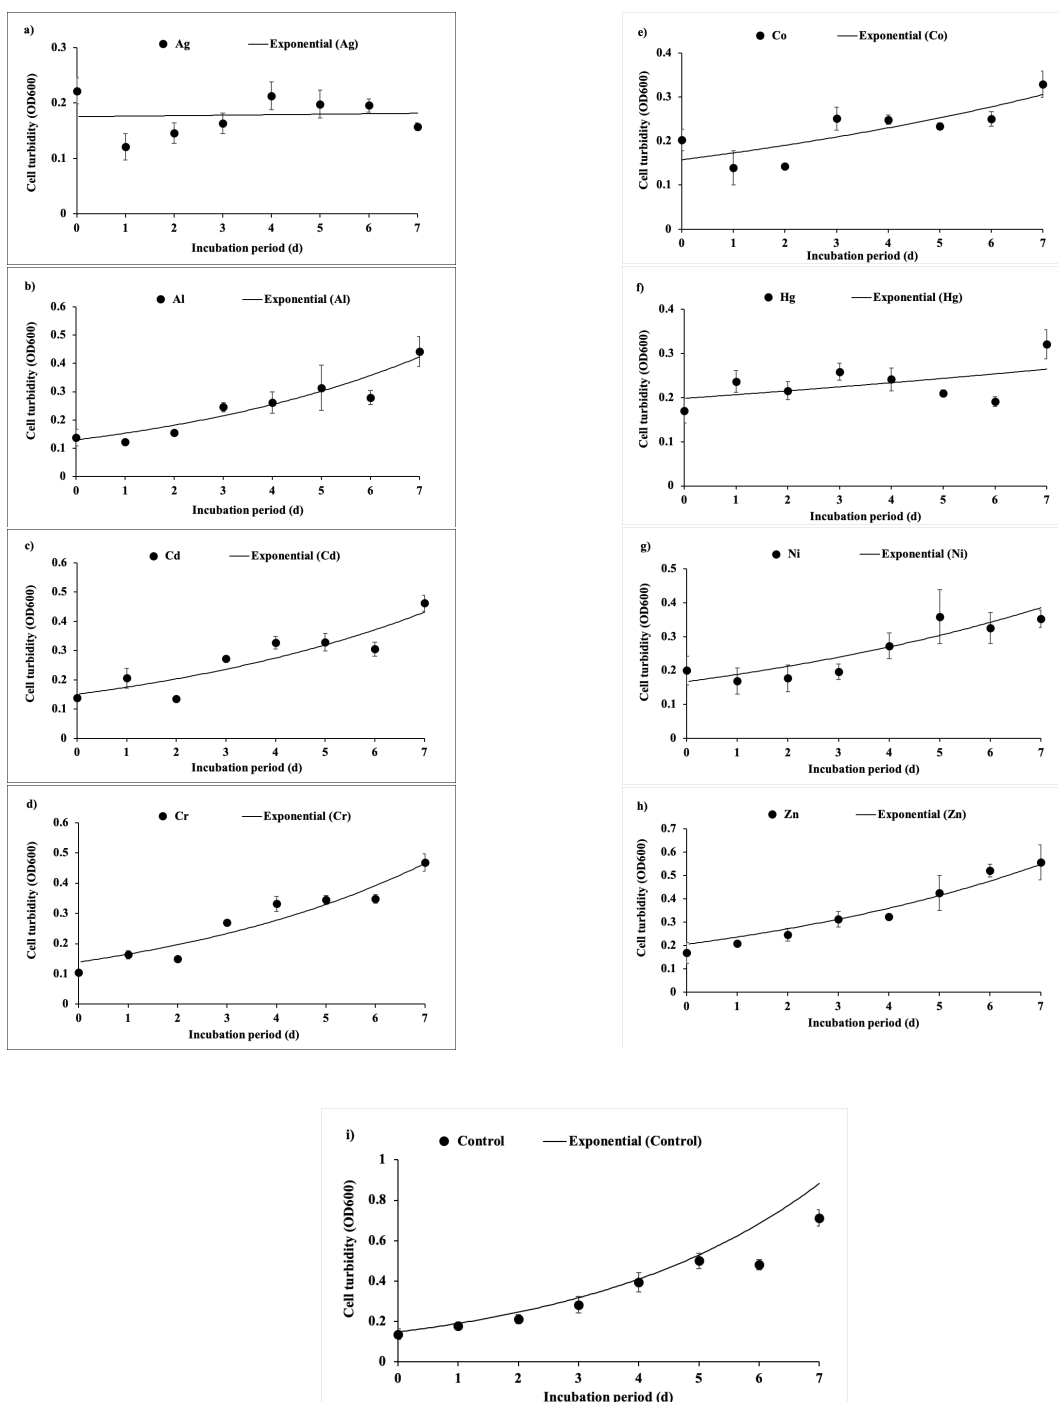 a)
Ag
Exponential (Ag)
0.3
0.2
0.1
0
Cell turbidity (OD600)
0 1 2 3 4 5 6 7
Incubation period (d)
b)
Al
Exponential (Al)
0.6
0.5
0.4
0.3
0.2
0.1
0
Cell turbidity (OD600)
0 1 2 3 4 5 6 7
Incubation period (d)
c)
Cd
Exponential (Cd)
0.6
0.5
0.4
0.3
0.2
0.1
0
Cell turbidity (OD600)
0 1 2 3 4 5 6 7
Incubation period (d)
d)
Cr
Exponential (Cr)
0.6
0.5
0.4
0.3
0.2
0.1
0
Cell turbidity (OD600)
0 1 2 3 4 5 6 7
Incubation period (d)
e)
Co
Exponential (Co)
0.4
0.3
0.2
0.1
0
Cell turbidity (OD600)
0 1 2 3 4 5 6 7
Incubation period (d)
f)
Hg
Exponential (Hg)
0.4
0.3
0.2
0.1
0
Cell turbidity (OD600)
0 1 2 3 4 5 6 7
Incubation period (d)
g)
Ni
Exponential (Ni)
0.5
0.4
0.3
0.2
0.1
0
Cell turbidity (OD600)
0 1 2 3 4 5 6 7
Incubation period (d)
h)
Zn
Exponential (Zn)
0.7
0.6
0.5
0.4
0.3
0.2
0.1
0
Cell turbidity (OD600)
0 1 2 3 4 5 6 7
Incubation period (d)
i)
Control
Exponential (Control)
1
0.8
0.6
0.4
0.2
0
Cell turbidity (OD600)
0 1 2 3 4 5 6 7
Incubation period (d)